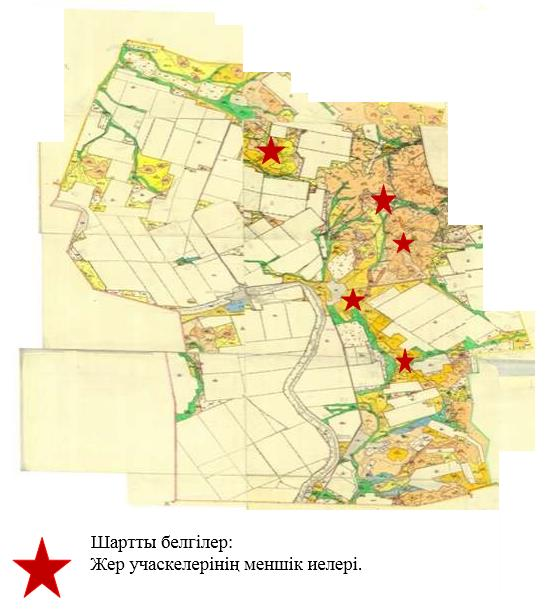 Шартты белгілер:
Жер учаскелерінің меншік иелері.